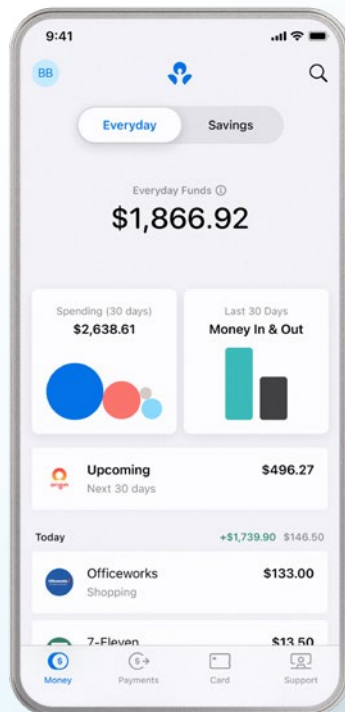 9:41
BB
Everyday Savings
Everyday Funds
$1,866.92
Spending (30 days)
$2,638.61
Last 30 Days
Money In & Out
Upcoming $496.27
Next 30 days
Today +$1,739.90 $146.50
Officeworks $133.00
Shopping
7-Eleven $13.50
Money Payments Card Support